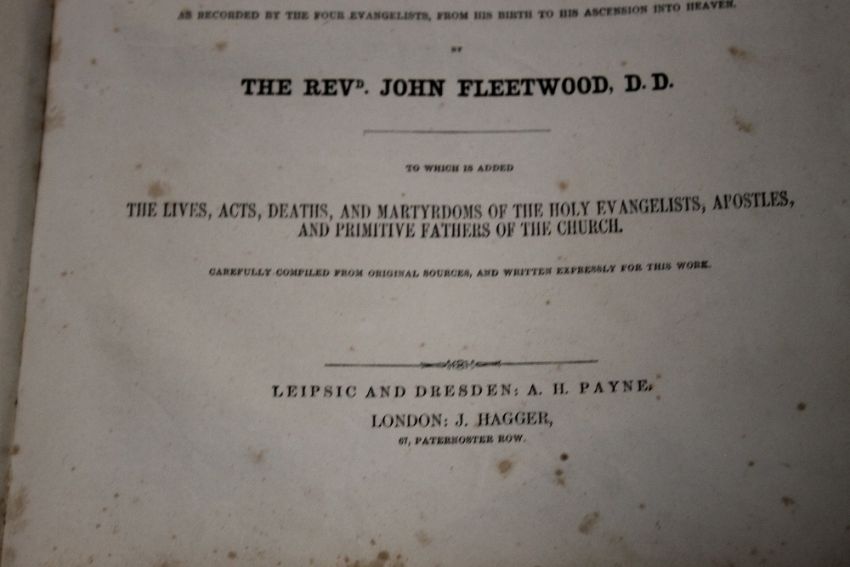 AS RECORDED BY THE FOUR EVANGELISTS, FROM HIS BIRTH TO HIS ASCENSION INTO HEAVEN.
BY
THE REVD. JOHN FLEETWOOD, D. D.
TO WHICH IS ADDED
THE LIVES, ACTS, DEATHS, AND MARTYRDOMS OF THE HOLY EVANGELISTS, APOSTLES,
AND PRIMITIVE FATHERS OF THE CHURCH.
CAREFULLY COMPILED FROM ORIGINAL SOURCES, AND WRITTEN EXPRESSLY FOR THIS WORK.
LEIPSIC AND DRESDEN: A. H. PAYNE,
LONDON: J. HAGGER,
67, PATERNOSTER ROW.